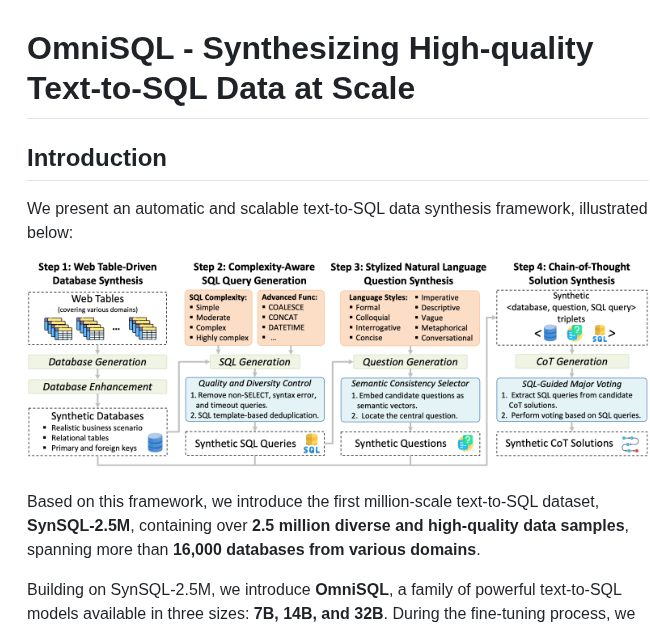 OmniSQL - Synthesizing High-quality
Text-to-SQL Data at Scale
Introduction
We present an automatic and scalable text-to-SQL data synthesis framework, illustrated
below:
Step 1: Web Table-Driven
Database Synthesis
Web Tables
(covering various domains)
...
Database Generation
Database Enhancement
Synthetic Databases
▪ Realistic business scenario
▪ Relational tables
▪ Primary and foreign keys
Step 2: Complexity-Aware
SQL Query Generation
SQL Complexity:
▪ Simple
▪ Moderate
▪ Complex
▪ Highly complex
Advanced Func:
▪ COALESCE
▪ CONCAT
▪ DATETIME
▪ ...
SQL Generation
Quality and Diversity Control
1. Remove non-SELECT, syntax error,
and timeout queries.
2. SQL template-based deduplication.
Synthetic SQL Queries
SQL
Step 3: Stylized Natural Language
Question Synthesis
Language Styles:
▪ Formal
▪ Colloquial
▪ Interrogative
▪ Concise
▪ Imperative
▪ Descriptive
▪ Vague
▪ Metaphorical
▪ Conversational
Question Generation
Semantic Consistency Selector
1. Embed candidate questions as
semantic vectors.
2. Locate the central question.
Synthetic Questions
Step 4: Chain-of-Thought
Solution Synthesis
Synthetic
<database, question, SQL query>
triplets
< SQL >
CoT Generation
SQL-Guided Major Voting
1. Extract SQL queries from candidate
CoT solutions.
2. Perform voting based on SQL queries.
Synthetic CoT Solutions
Based on this framework, we introduce the first million-scale text-to-SQL dataset,
SynSQL-2.5M, containing over 2.5 million diverse and high-quality data samples,
spanning more than 16,000 databases from various domains.
Building on SynSQL-2.5M, we introduce OmniSQL, a family of powerful text-to-SQL
models available in three sizes: 7B, 14B, and 32B. During the fine-tuning process, we